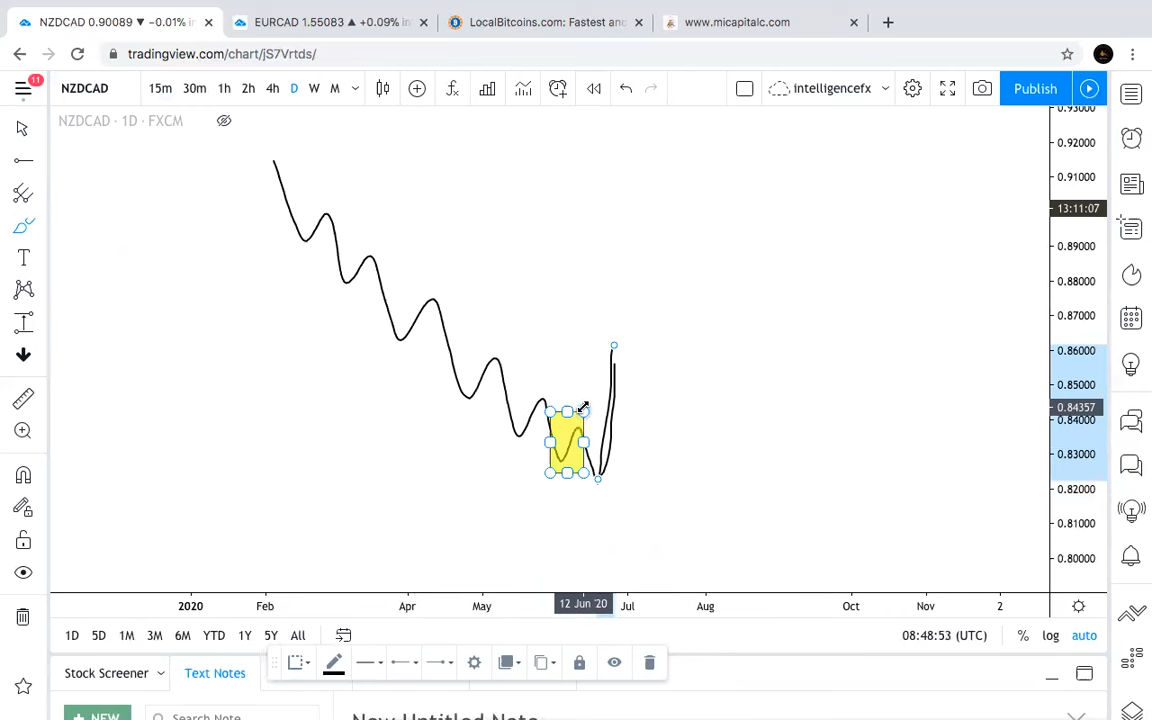 NZDCAD 0.90089 ▼ −0.01% in
EURCAD 1.55083 ▲ +0.09% in
LocalBitcoins.com: Fastest and
www.micapitalc.com
tradingview.com/chart/jS7Vrtds/
11
NZDCAD
15m 30m 1h 2h 4h D W M
intelligencefx
Publish
NZDCAD · 1D · FXCM
0.93000
0.92000
0.91000
13:11:07
0.89000
0.88000
0.87000
0.86000
0.85000
0.84357
0.84000
0.83000
0.82000
0.81000
0.80000
2020 Feb Apr May 12 Jun '20 Jul Aug Oct Nov 2
1D 5D 1M 3M 6M YTD 1Y 5Y All
08:48:53 (UTC) % log auto
Stock Screener Text Notes
+ NEW
Search Note
New Untitled Note